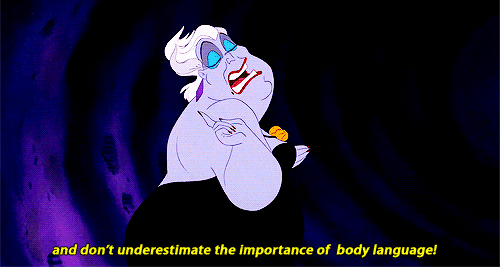 and don't underestimate the importance of body language!